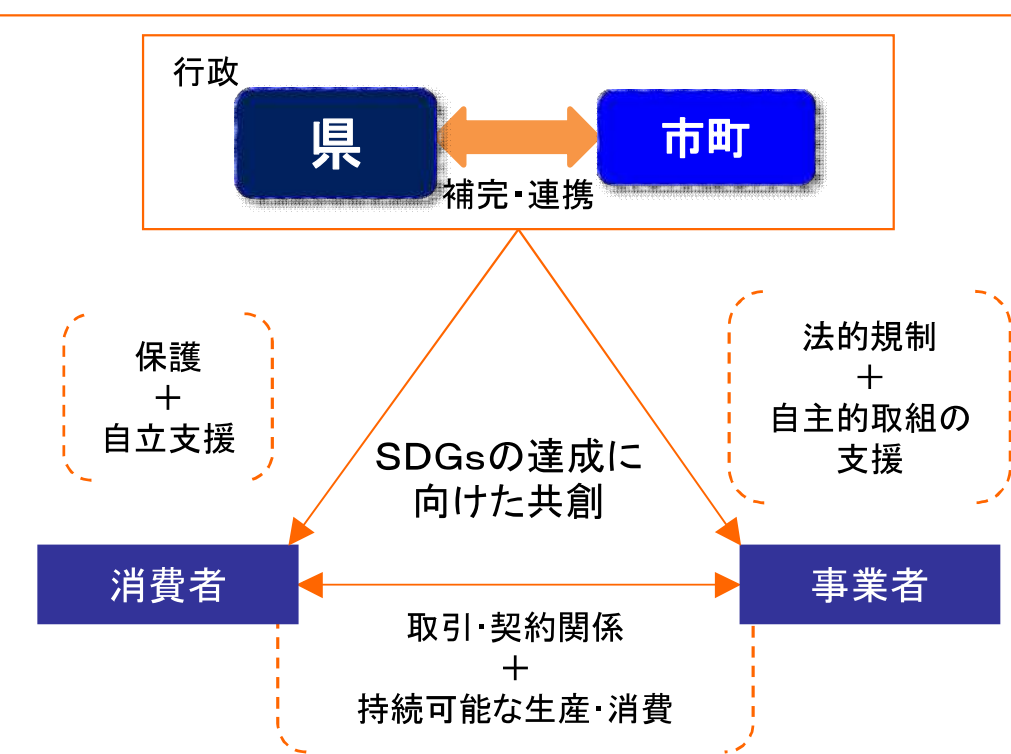 行政
県
市町
補完・連携
保護
＋
自立支援
法的規制
＋
自主的取組の
支援
SDGsの達成に
向けた共創
消費者
事業者
取引・契約関係
＋
持続可能な生産・消費